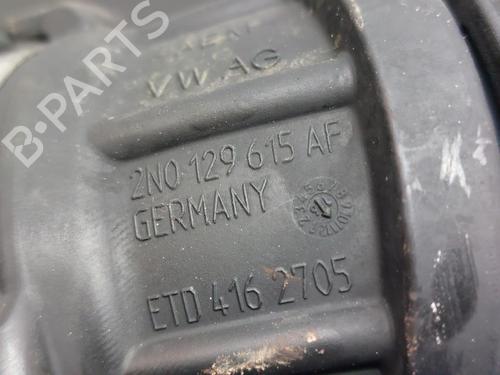 B-PARTS
VW AG
2N0 129 615 AF
GERMANY
ETD 416 2705